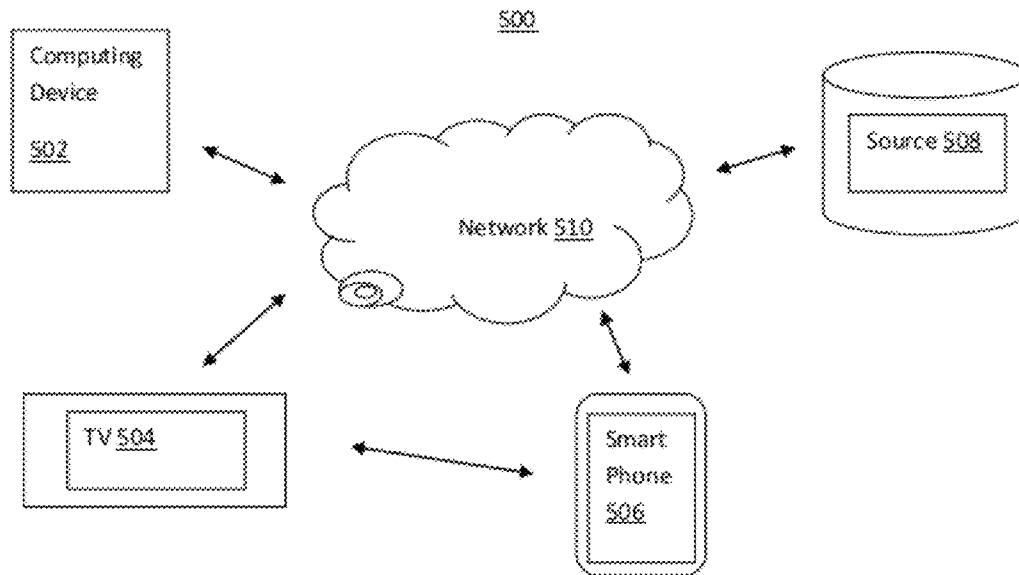 500
Computing
Device
502
Source 508
Network 510
TV 504
Smart
Phone
506